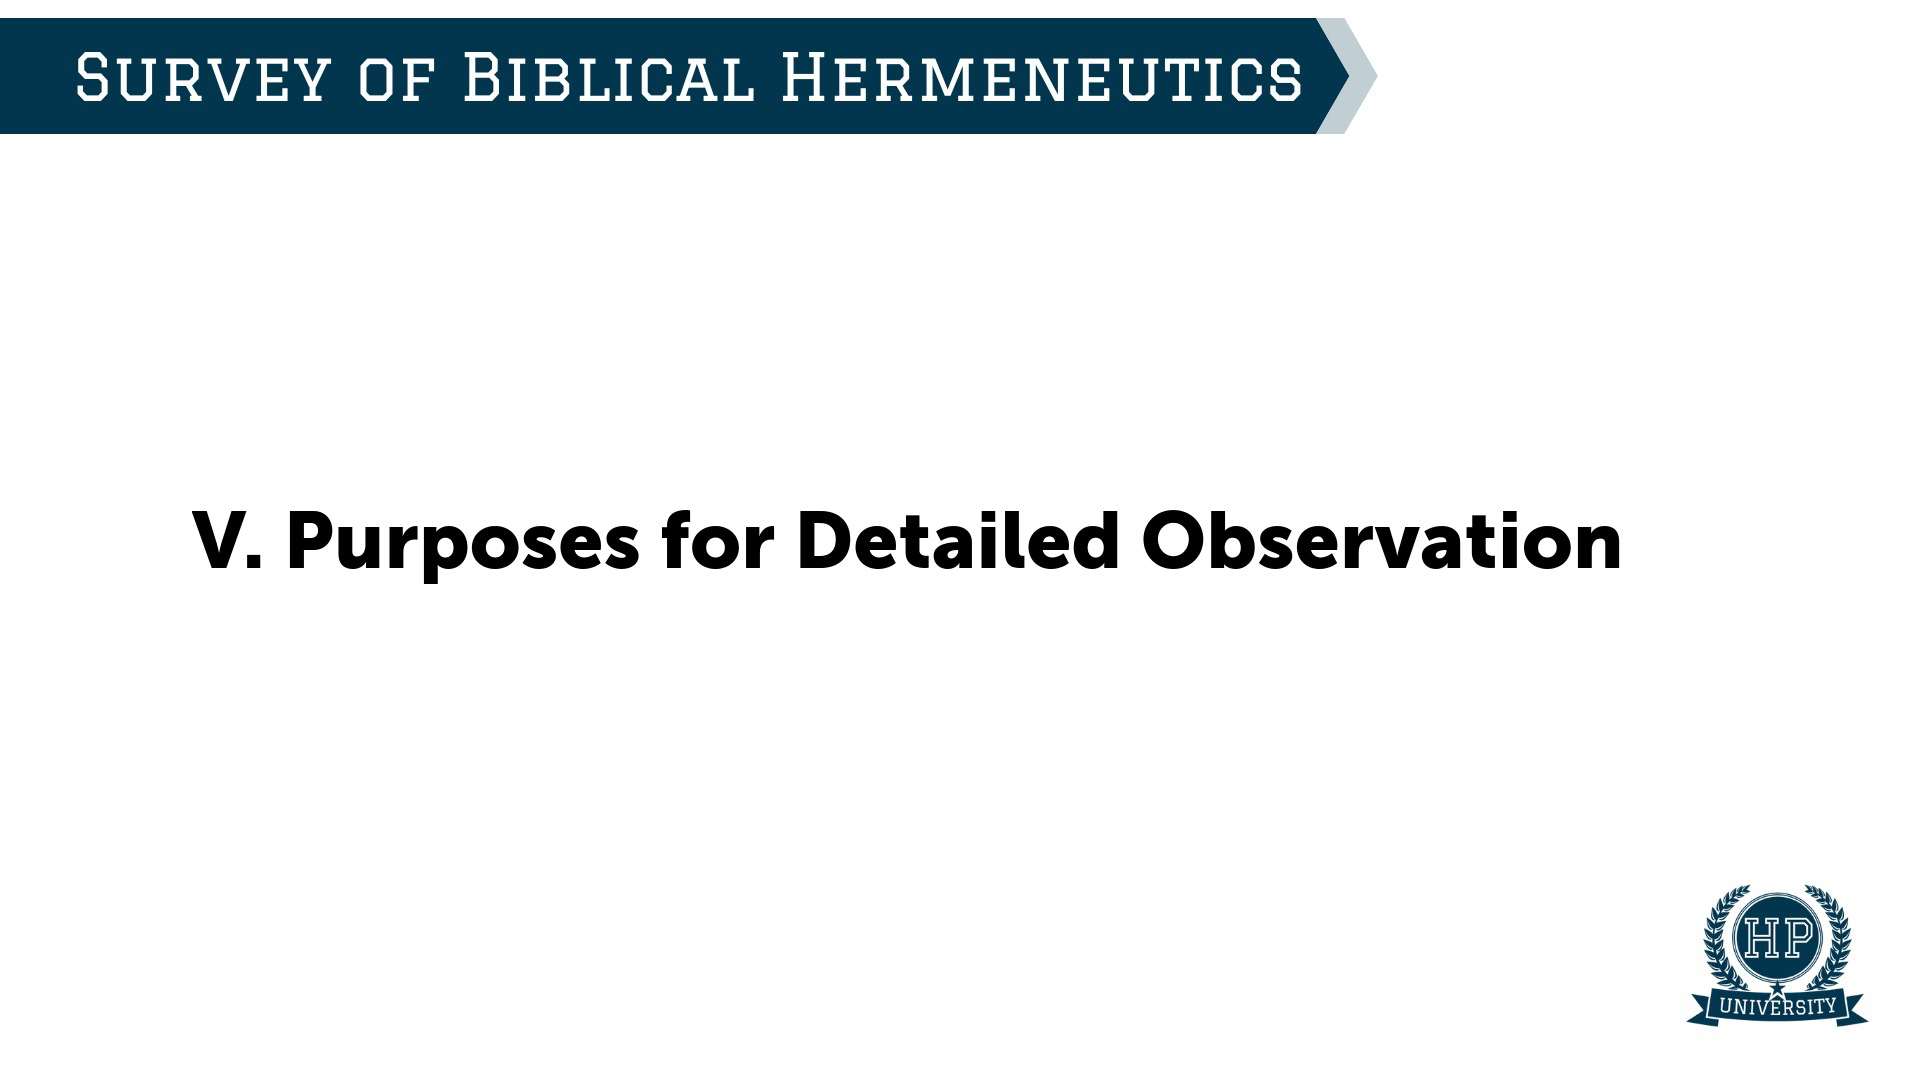 Survey of Biblical Hermeneutics
V. Purposes for Detailed Observation
HP
UNIVERSITY